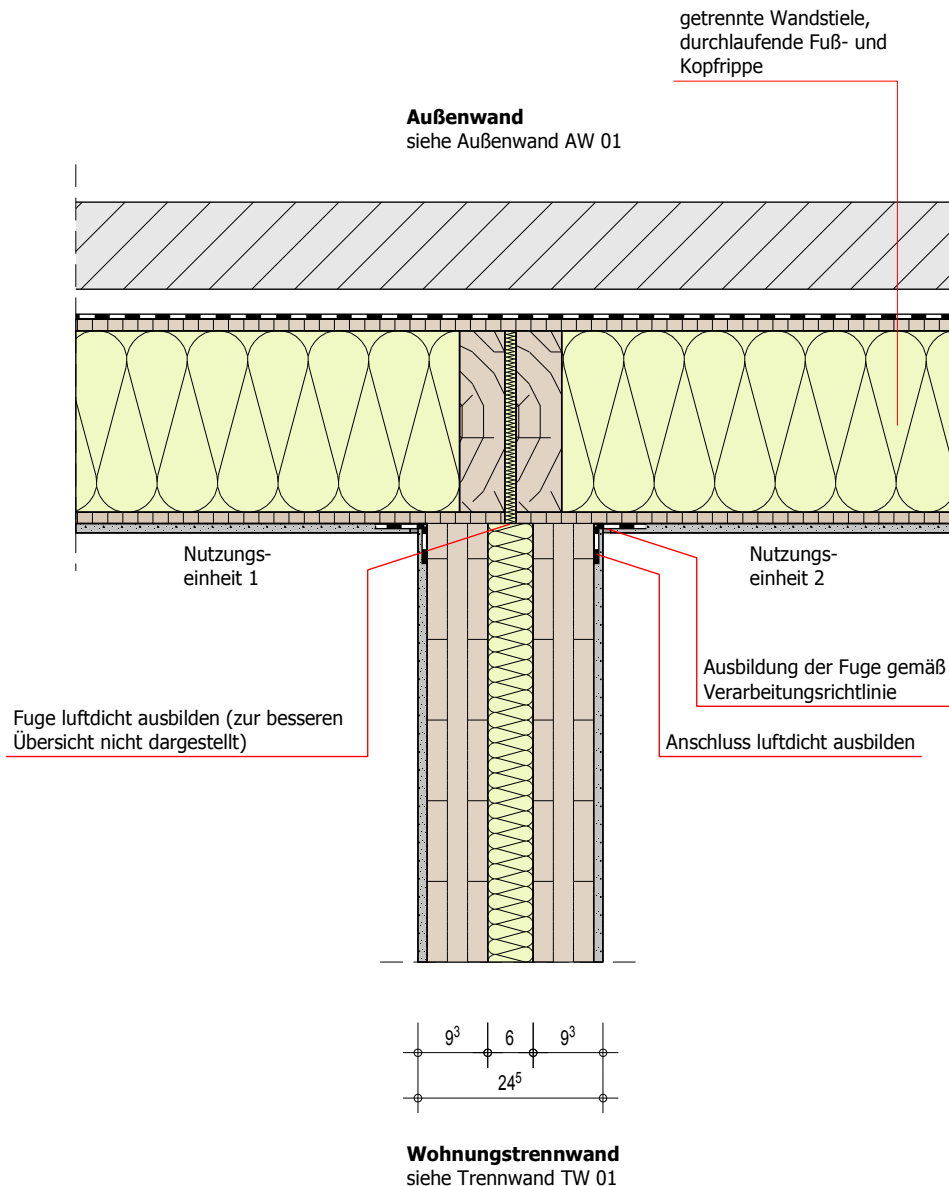 getrennte Wandstiele,
durchlaufende Fuß- und
Kopfrippe
Außenwand
siehe Außenwand AW 01
Nutzungs-
einheit 1
Nutzungs-
einheit 2
Ausbildung der Fuge gemäß
Verarbeitungsrichtlinie
Fuge luftdicht ausbilden (zur besseren
Übersicht nicht dargestellt)
Anschluss luftdicht ausbilden
9³ 6 9³
24⁵
Wohnungstrennwand
siehe Trennwand TW 01